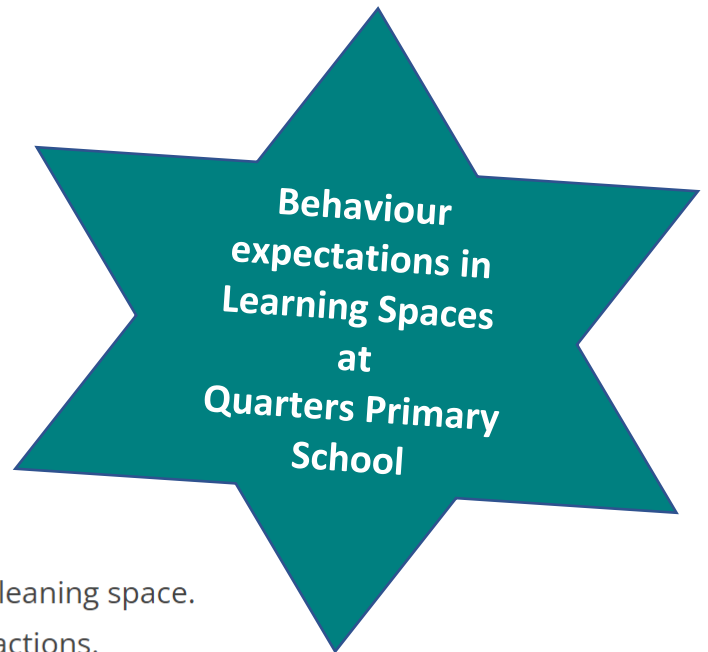 Behaviour
expectations in
Learning Spaces
at
Quarters Primary
School
leaning space.
actions.